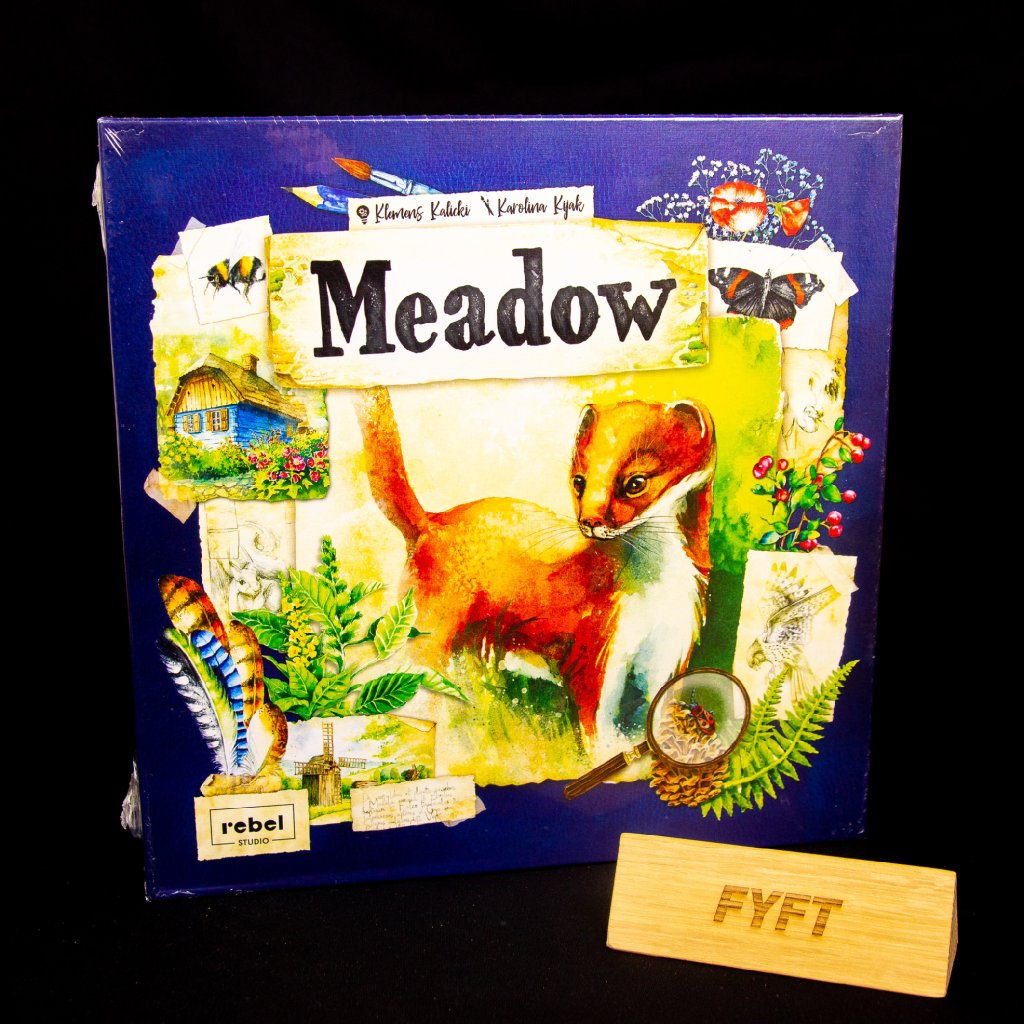 Klemens Kalicki Karolina Kijak
Meadow
rebel
STUDIO
FYFT